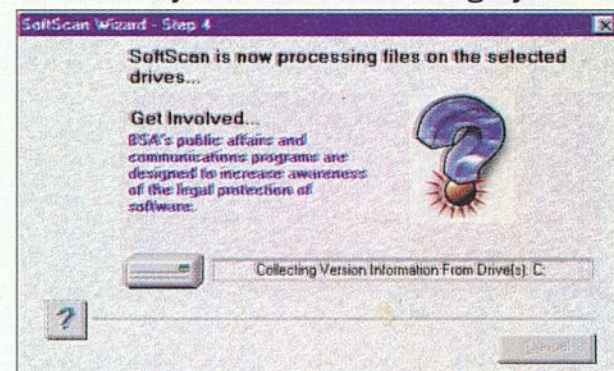 SoftScan Wizard - Step 4
SoftScan is now processing files on the selected
drives...
Get Involved...
BSA's public affairs and
communications programs are
designed to increase awareness
of the legal protection of
software.
Collecting Version Information From Drive(s): C: